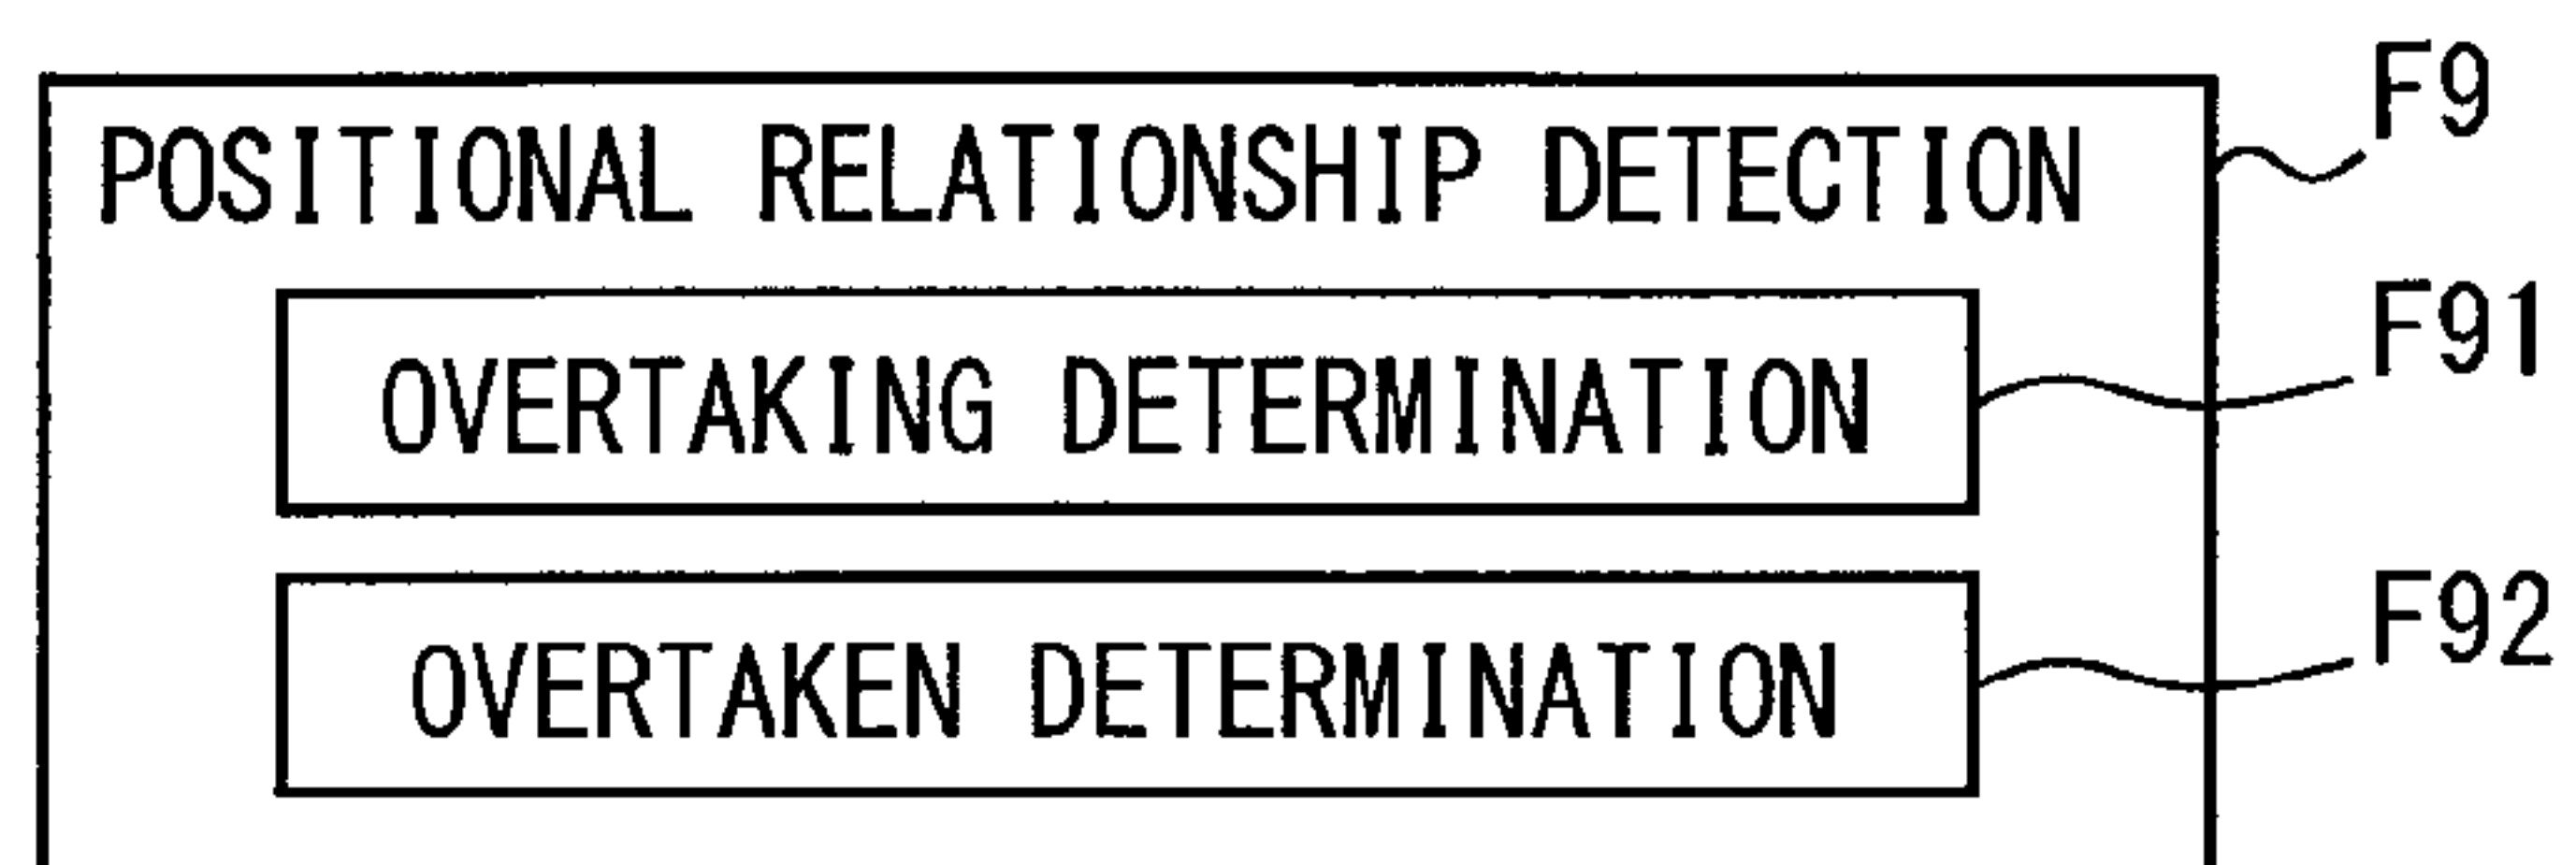 F9
POSITIONAL RELATIONSHIP DETECTION
F91
OVERTAKING DETERMINATION
F92
OVERTAKEN DETERMINATION